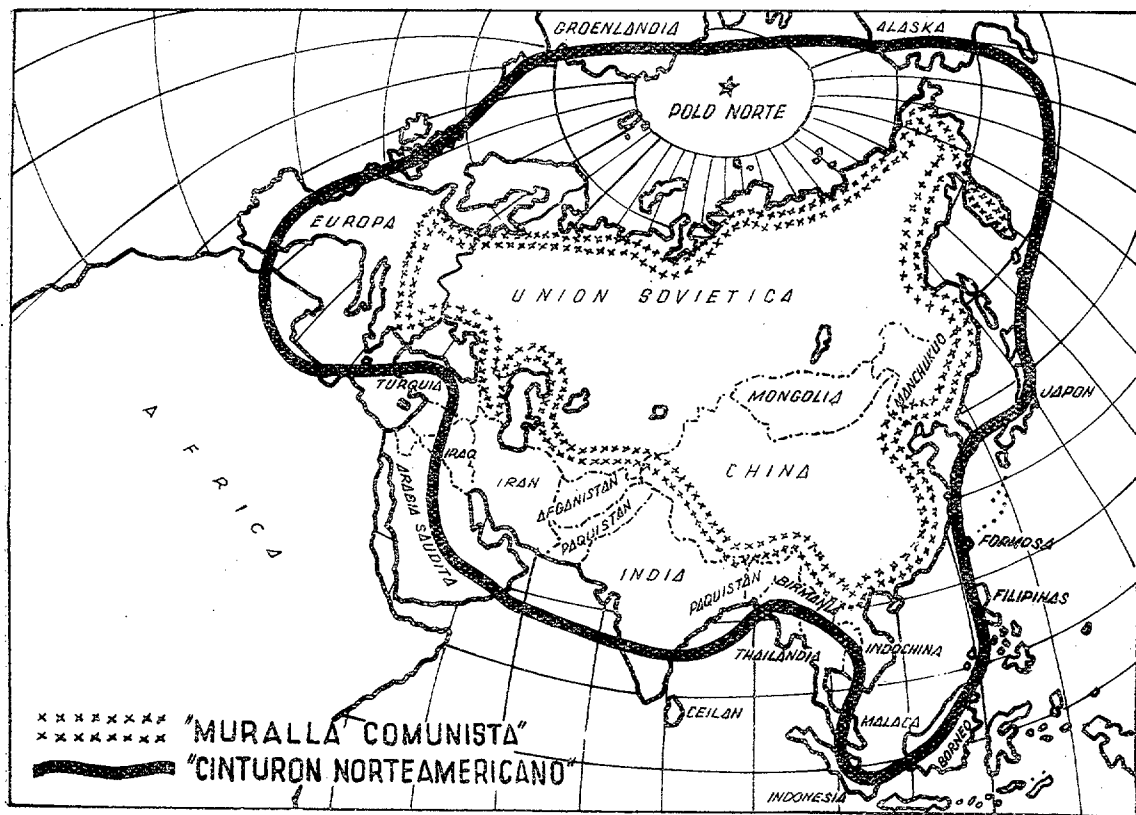 GROENLANDIA
ALASKA
POLO NORTE
EUROPA
UNION SOVIETICA
TURQUIA
MONGOLIA
MANCHUKUO
JAPON
AFRICA
IRAQ
IRAN
CHINA
ARABIA SAUDITA
AFGANISTAN
PAQUISTAN
FORMOSA
INDIA
PAQUISTAN
BIRMANIA
FILIPINAS
THAILANDIA
INDOCHINA
CEILAN
MALACA
BORNEO
INDONESIA
"MURALLA COMUNISTA"
"CINTURON NORTEAMERICANO"